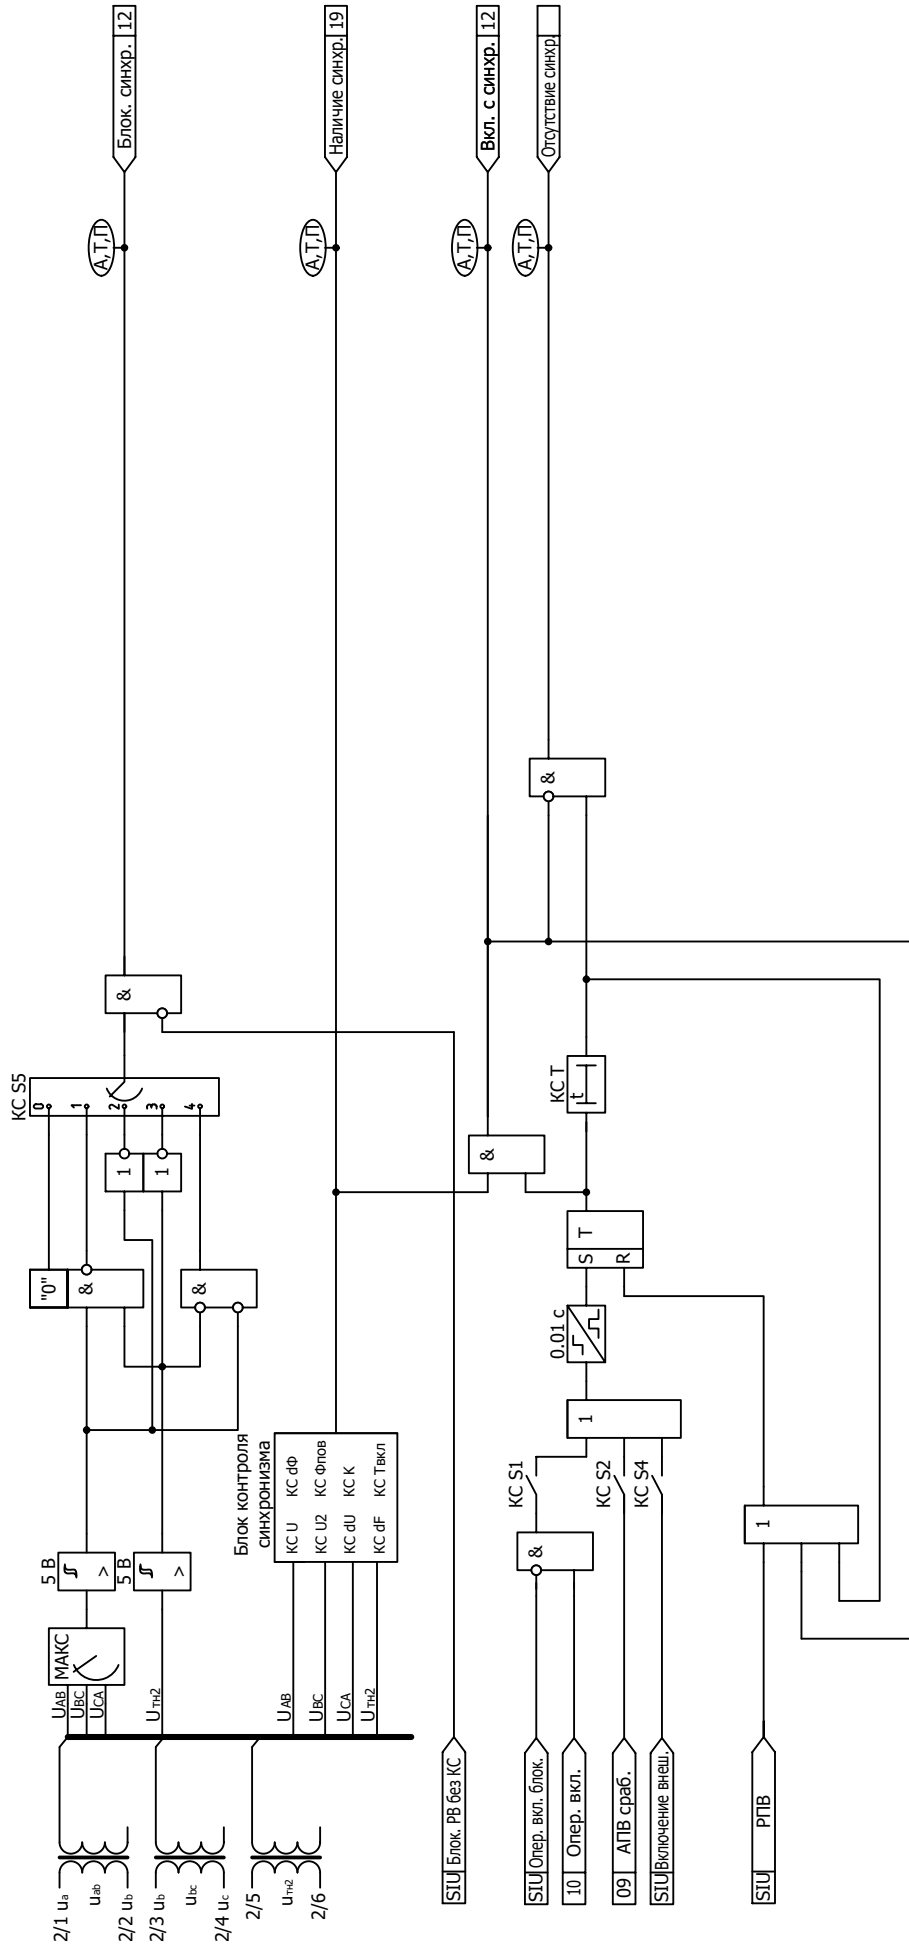 2/1 ua
uab
2/2 ub
2/3 ub
ubc
2/4 uc
2/5
uтн2
2/6
UAB
UBC
UCA
МАКС
5 В
>
Uтн2
5 В
>
"0"
&
1
1
&
КС S5
0
1
2
3
4
&
А,Т,П
Блок. синхр. 12
Блок контроля
синхронизма
UAB
UBC
UCA
Uтн2
КС U КС dФ
КС U2 КС Фпов
КС dU КС К
КС dF КС Твкл
А,Т,П
Наличие синхр. 19
SIU Блок. РВ без КС
&
А,Т,П
Вкл. с синхр. 12
SIU Опер. вкл. блок.
10 Опер. вкл.
&
КС S1
09 АПВ сраб.
КС S2
SIU Включение внеш.
КС S4
1
0.01 с
S T
R
КС Т
t
&
А,Т,П
Отсутствие синхр.
SIU РПВ
1